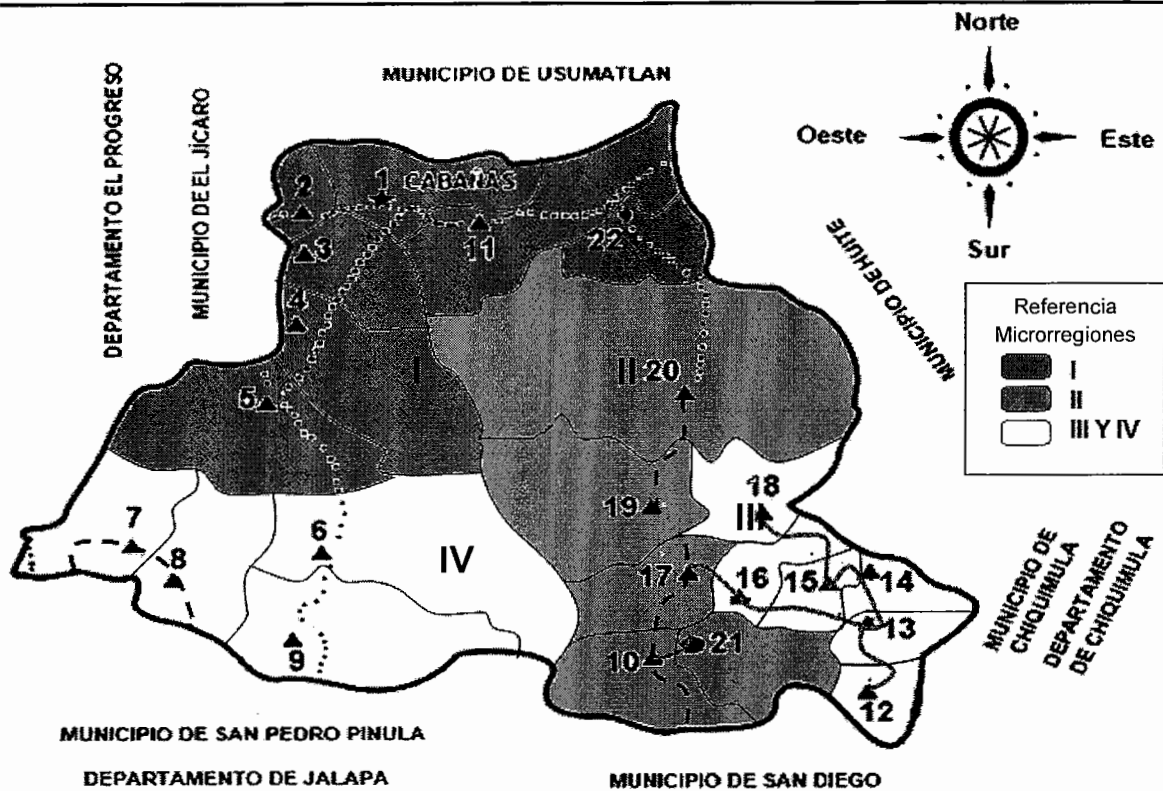 Norte
Oeste
Este
Sur
MUNICIPIO DE USUMATLAN
DEPARTAMENTO EL PROGRESO
MUNICIPIO DE EL JÍCARO
CABAÑAS
1
2
3
4
11
22
MUNICIPIO DE HUITE
Referencia
Microrregiones
I
II
III Y IV
I
5
II 20
19
18
III
7
8
6
IV
17
16
15
14
13
9
10
21
12
MUNICIPIO DE
CHIQUIMULA
DEPARTAMENTO
DE CHIQUIMULA
MUNICIPIO DE SAN PEDRO PINULA
DEPARTAMENTO DE JALAPA
MUNICIPIO DE SAN DIEGO